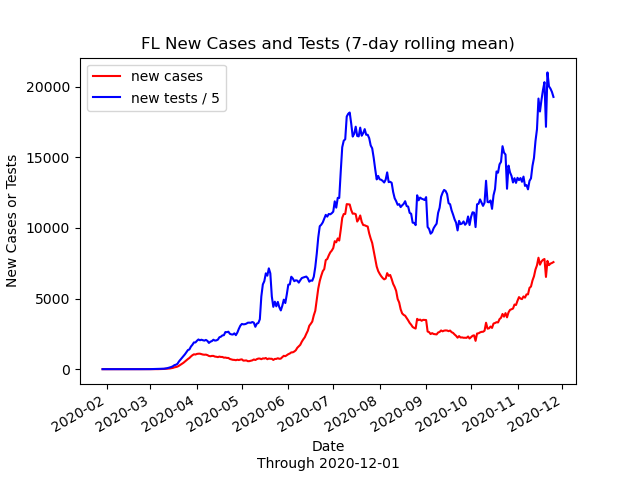 FL New Cases and Tests (7-day rolling mean)
new cases
new tests / 5
New Cases or Tests
20000
15000
10000
5000
0
2020-02
2020-03
2020-04
2020-05
2020-06
2020-07
2020-08
2020-09
2020-10
2020-11
2020-12
Date
Through 2020-12-01